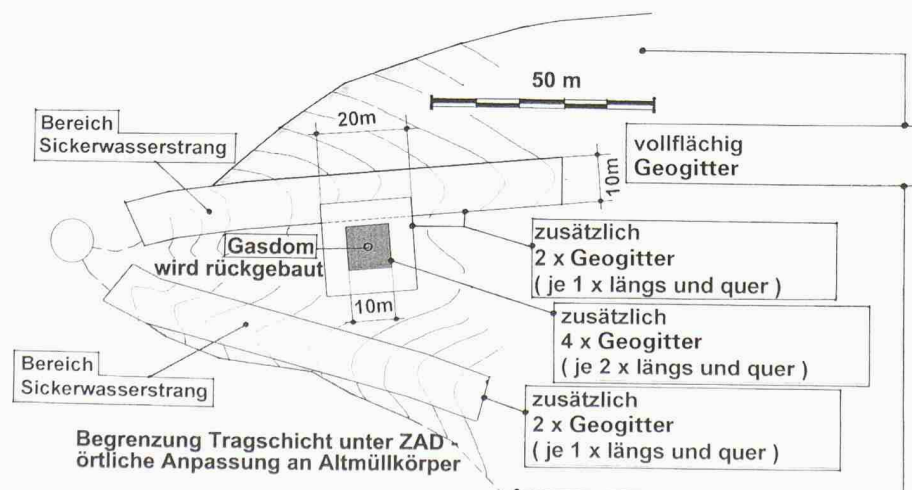 50 m
20m
Bereich
Sickerwasserstrang
vollflächig
Geogitter
10m
zusätzlich
2 x Geogitter
( je 1 x längs und quer )
Gasdom
wird rückgebaut
10m
zusätzlich
4 x Geogitter
( je 2 x längs und quer )
Bereich
Sickerwasserstrang
zusätzlich
2 x Geogitter
( je 1 x längs und quer )
Begrenzung Tragschicht unter ZAD
örtliche Anpassung an Altmüllkörper